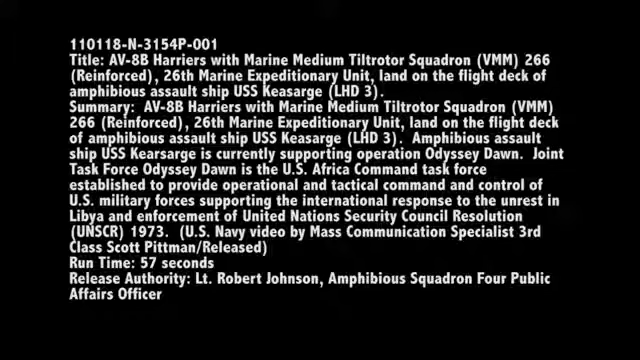 110118-N-3154P-001
Title: AV-8B Harriers with Marine Medium Tiltrotor Squadron (VMM) 266
(Reinforced), 26th Marine Expeditionary Unit, land on the flight deck of
amphibious assault ship USS Keasarge (LHD 3).
Summary: AV-8B Harriers with Marine Medium Tiltrotor Squadron (VMM)
266 (Reinforced), 26th Marine Expeditionary Unit, land on the flight deck
of amphibious assault ship USS Keasarge (LHD 3). Amphibious assault
ship USS Kearsarge is currently supporting operation Odyssey Dawn. Joint
Task Force Odyssey Dawn is the U.S. Africa Command task force
established to provide operational and tactical command and control of
U.S. military forces supporting the international response to the unrest in
Libya and enforcement of United Nations Security Council Resolution
(UNSCR) 1973. (U.S. Navy video by Mass Communication Specialist 3rd
Class Scott Pittman/Released)
Run Time: 57 seconds
Release Authority: Lt. Robert Johnson, Amphibious Squadron Four Public
Affairs Officer